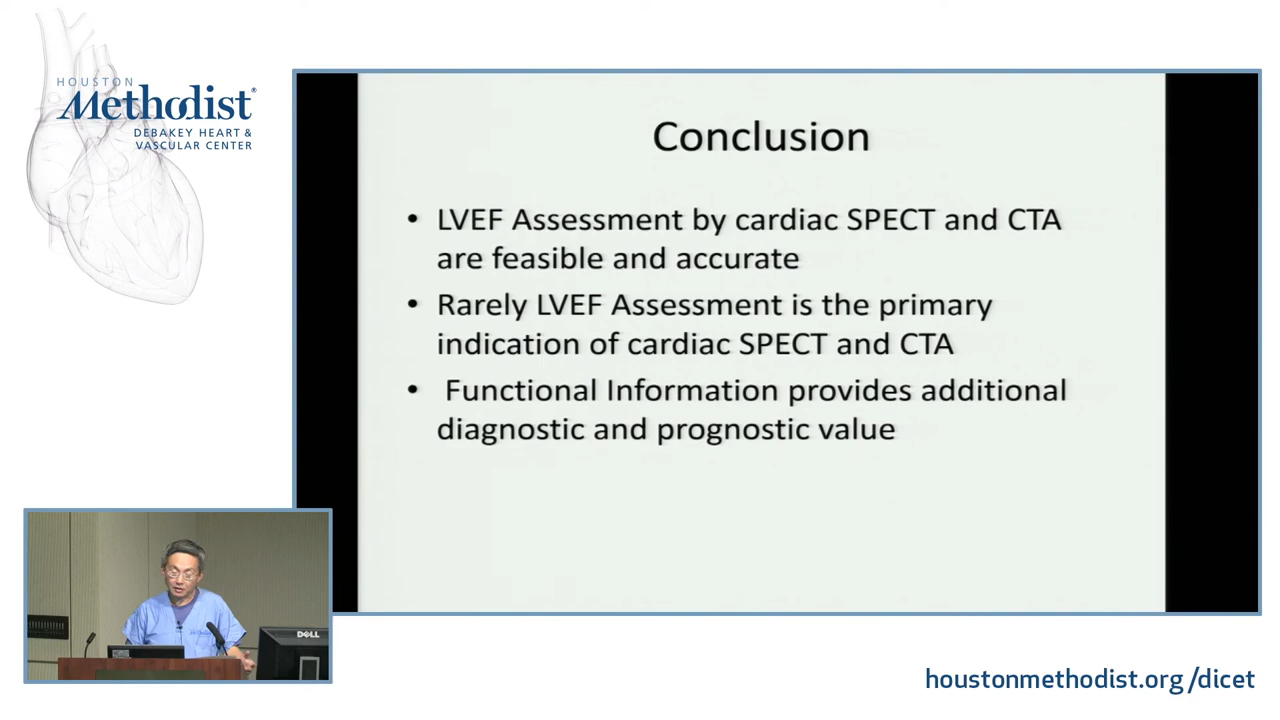 HOUSTON
Methodist®
DEBAKEY HEART &
VASCULAR CENTER
Conclusion
• LVEF Assessment by cardiac SPECT and CTA
are feasible and accurate
• Rarely LVEF Assessment is the primary
indication of cardiac SPECT and CTA
• Functional Information provides additional
diagnostic and prognostic value
DELL
houstonmethodist.org/dicet